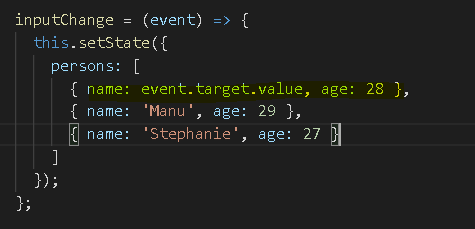 inputChange = (event) => {
this.setState({
persons: [
{ name: event.target.value, age: 28 },
{ name: 'Manu', age: 29 },
{ name: 'Stephanie', age: 27 }
]
});
};